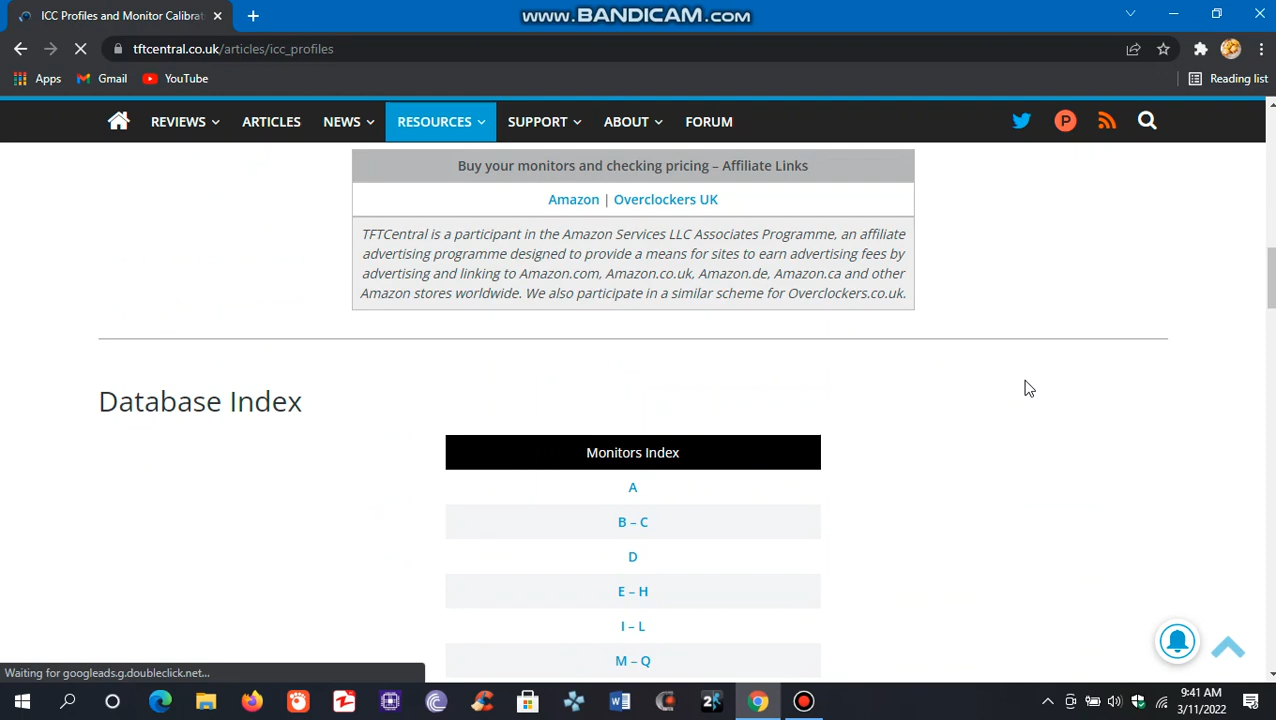 ICC Profiles and Monitor Calibra
www.BANDICAM.com
tftcentral.co.uk/articles/icc_profiles
Apps
Gmail
YouTube
Reading list
REVIEWS
ARTICLES
NEWS
RESOURCES
SUPPORT
ABOUT
FORUM
P
Buy your monitors and checking pricing – Affiliate Links
Amazon | Overclockers UK
TFTCentral is a participant in the Amazon Services LLC Associates Programme, an affiliate
advertising programme designed to provide a means for sites to earn advertising fees by
advertising and linking to Amazon.com, Amazon.co.uk, Amazon.de, Amazon.ca and other
Amazon stores worldwide. We also participate in a similar scheme for Overclockers.co.uk.
Database Index
Monitors Index
A
B – C
D
E – H
I – L
M – Q
Waiting for googleads.g.doubleclick.net...
9:41 AM
3/11/2022